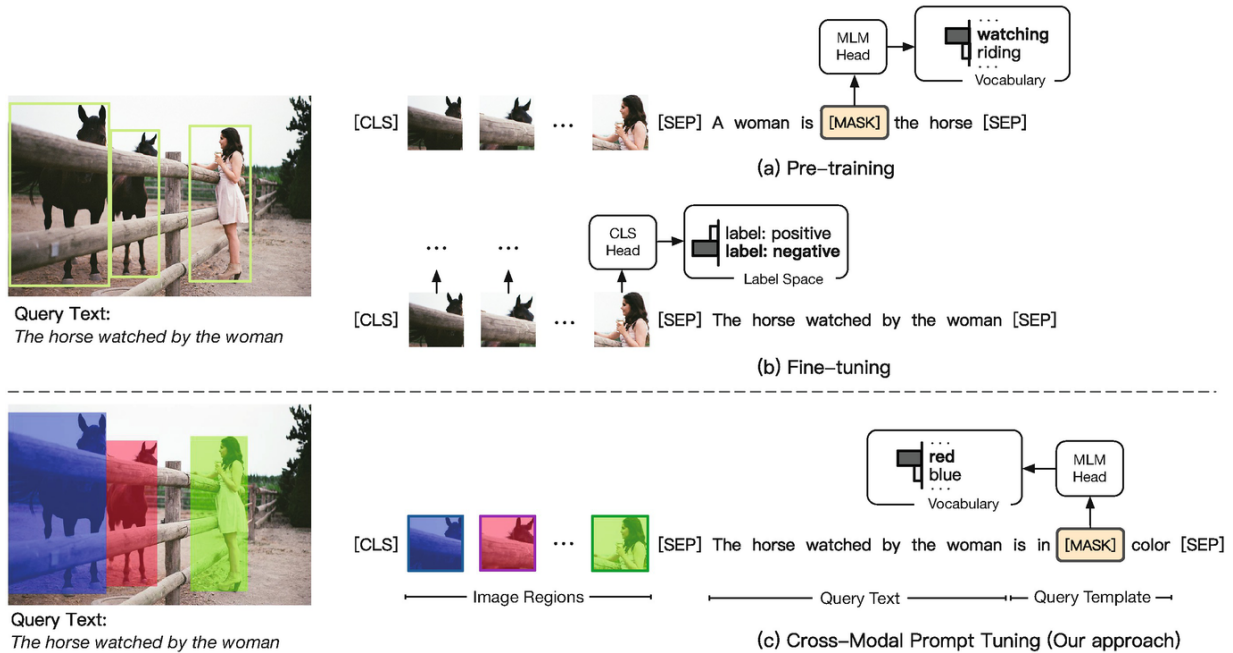 MLM
Head
...
watching
riding
...
Vocabulary
[CLS] ... [SEP] A woman is [MASK] the horse [SEP]
(a) Pre-training
Query Text:
The horse watched by the woman
... ...
CLS
Head
label: positive
label: negative
Label Space
[CLS] ... [SEP] The horse watched by the woman [SEP]
(b) Fine-tuning
...
red
blue
...
Vocabulary
MLM
Head
[CLS] ... [SEP] The horse watched by the woman is in [MASK] color [SEP]
Image Regions Query Text Query Template
Query Text:
The horse watched by the woman
(c) Cross-Modal Prompt Tuning (Our approach)